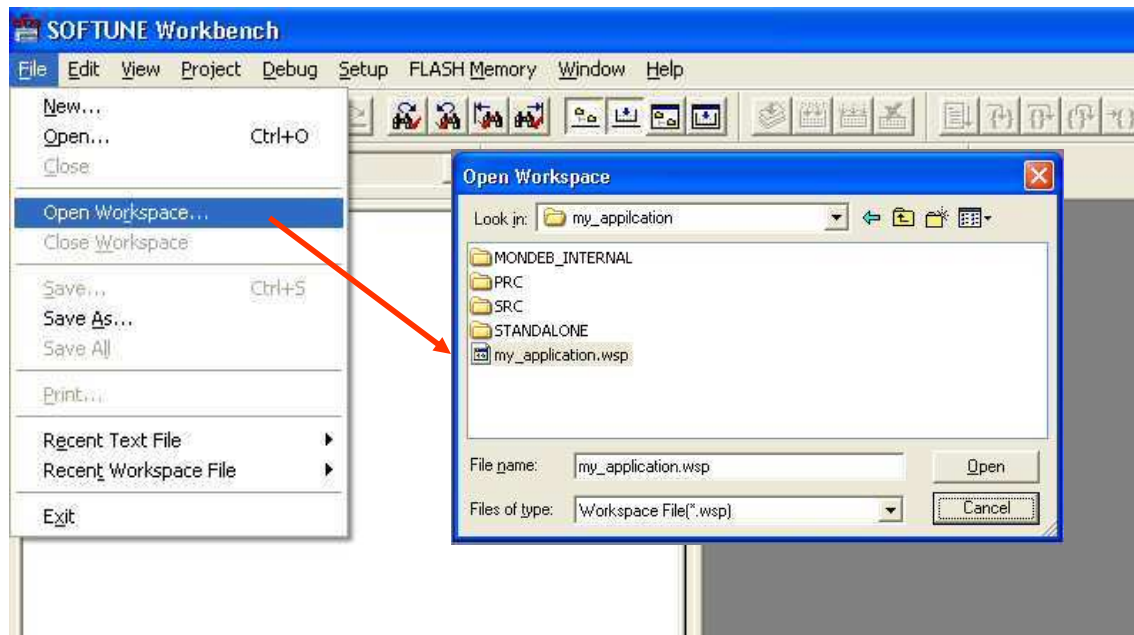 SOFTUNE Workbench
File Edit View Project Debug Setup FLASH Memory Window Help
New...
Open... Ctrl+O
Close
Open Workspace...
Close Workspace
Save... Ctrl+S
Save As...
Save All
Print...
Recent Text File
Recent Workspace File
Exit
Open Workspace
Look in: my_appilcation
MONDEB_INTERNAL
PRC
SRC
STANDALONE
my_application.wsp
File name: my_application.wsp Open
Files of type: Workspace File(*.wsp) Cancel